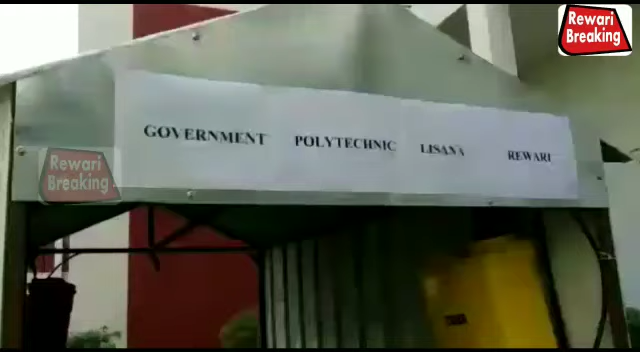 Rewari
Breaking
GOVERNMENT POLYTECHNIC LISANA REWARI
Rewari
Breaking